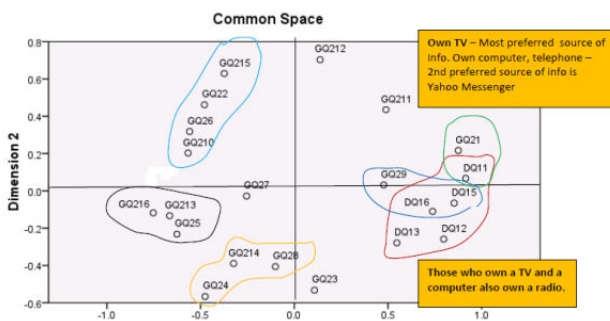 Common Space
Own TV – Most preferred source of
info. Own computer, telephone –
2nd preferred source of info is
Yahoo Messenger
Dimension 2
0.8
0.6
0.4
0.2
0.0
-0.2
-0.4
-0.6
GQ212
GQ215
GQ22
GQ211
GQ26
GQ210
GQ21
DQ11
GQ29
GQ27
DQ15
DQ16
GQ216
GQ213
GQ25
DQ13
DQ12
GQ214
GQ28
GQ24
GQ23
Those who own a TV and a
computer also own a radio.
-1.0
-0.5
0.0
0.5
1.0